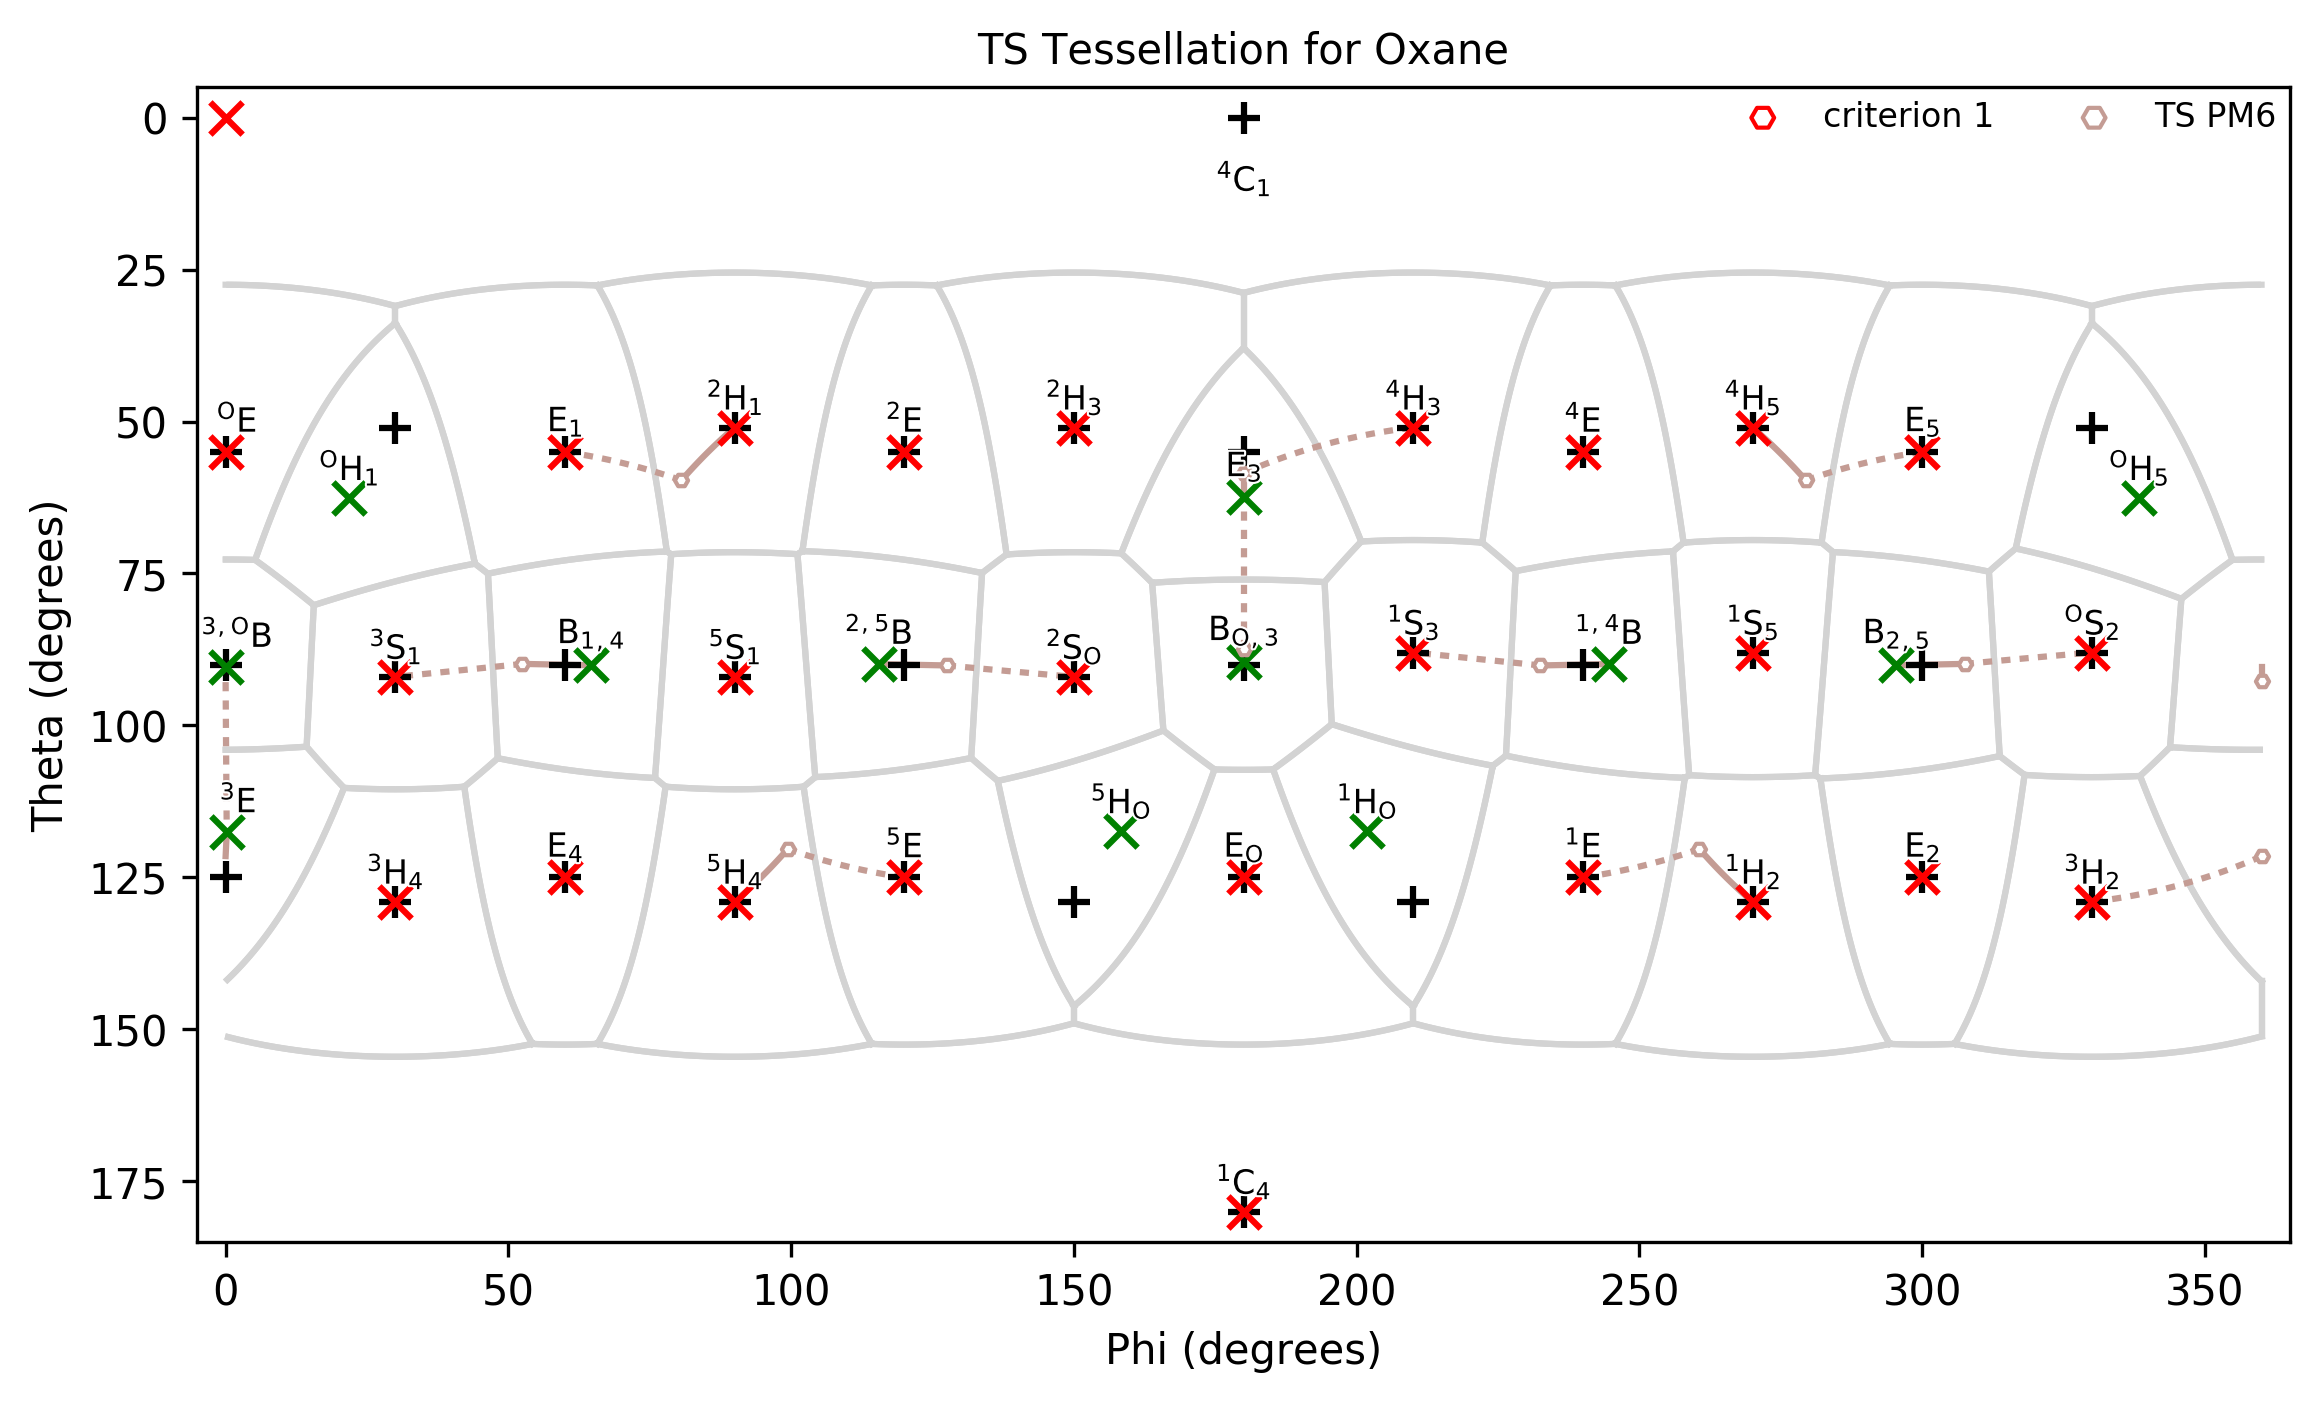 TS Tessellation for Oxane
criterion 1
TS PM6
⁴C₁
ᴼE
ᴼH₁
E₁
²H₁
²E
²H₃
E₃
⁴H₃
⁴E
⁴H₅
E₅
ᴼH₅
³,ᴼB
³S₁
B₁,₄
⁵S₁
²,⁵B
²Sₒ
Bₒ,₃
¹S₃
¹,⁴B
¹S₅
B₂,₅
ᴼS₂
³E
³H₄
E₄
⁵H₄
⁵E
⁵Hₒ
Eₒ
¹Hₒ
¹E
¹H₂
E₂
³H₂
¹C₄
0
25
50
75
100
125
150
175
Theta (degrees)
0 50 100 150 200 250 300 350
Phi (degrees)